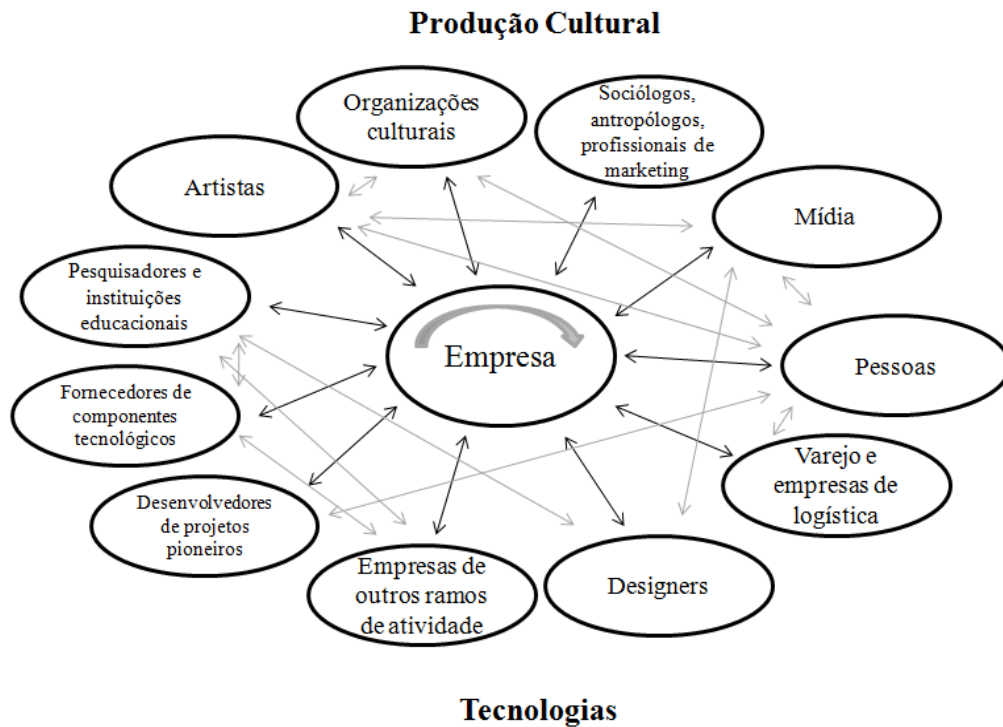 Produção Cultural
Organizações
culturais
Sociólogos,
antropólogos,
profissionais de
marketing
Artistas
Mídia
Pesquisadores e
instituições
educacionais
Empresa
Pessoas
Fornecedores de
componentes
tecnológicos
Varejo e
empresas de
logística
Desenvolvedores
de projetos
pioneiros
Empresas de
outros ramos
de atividade
Designers
Tecnologias